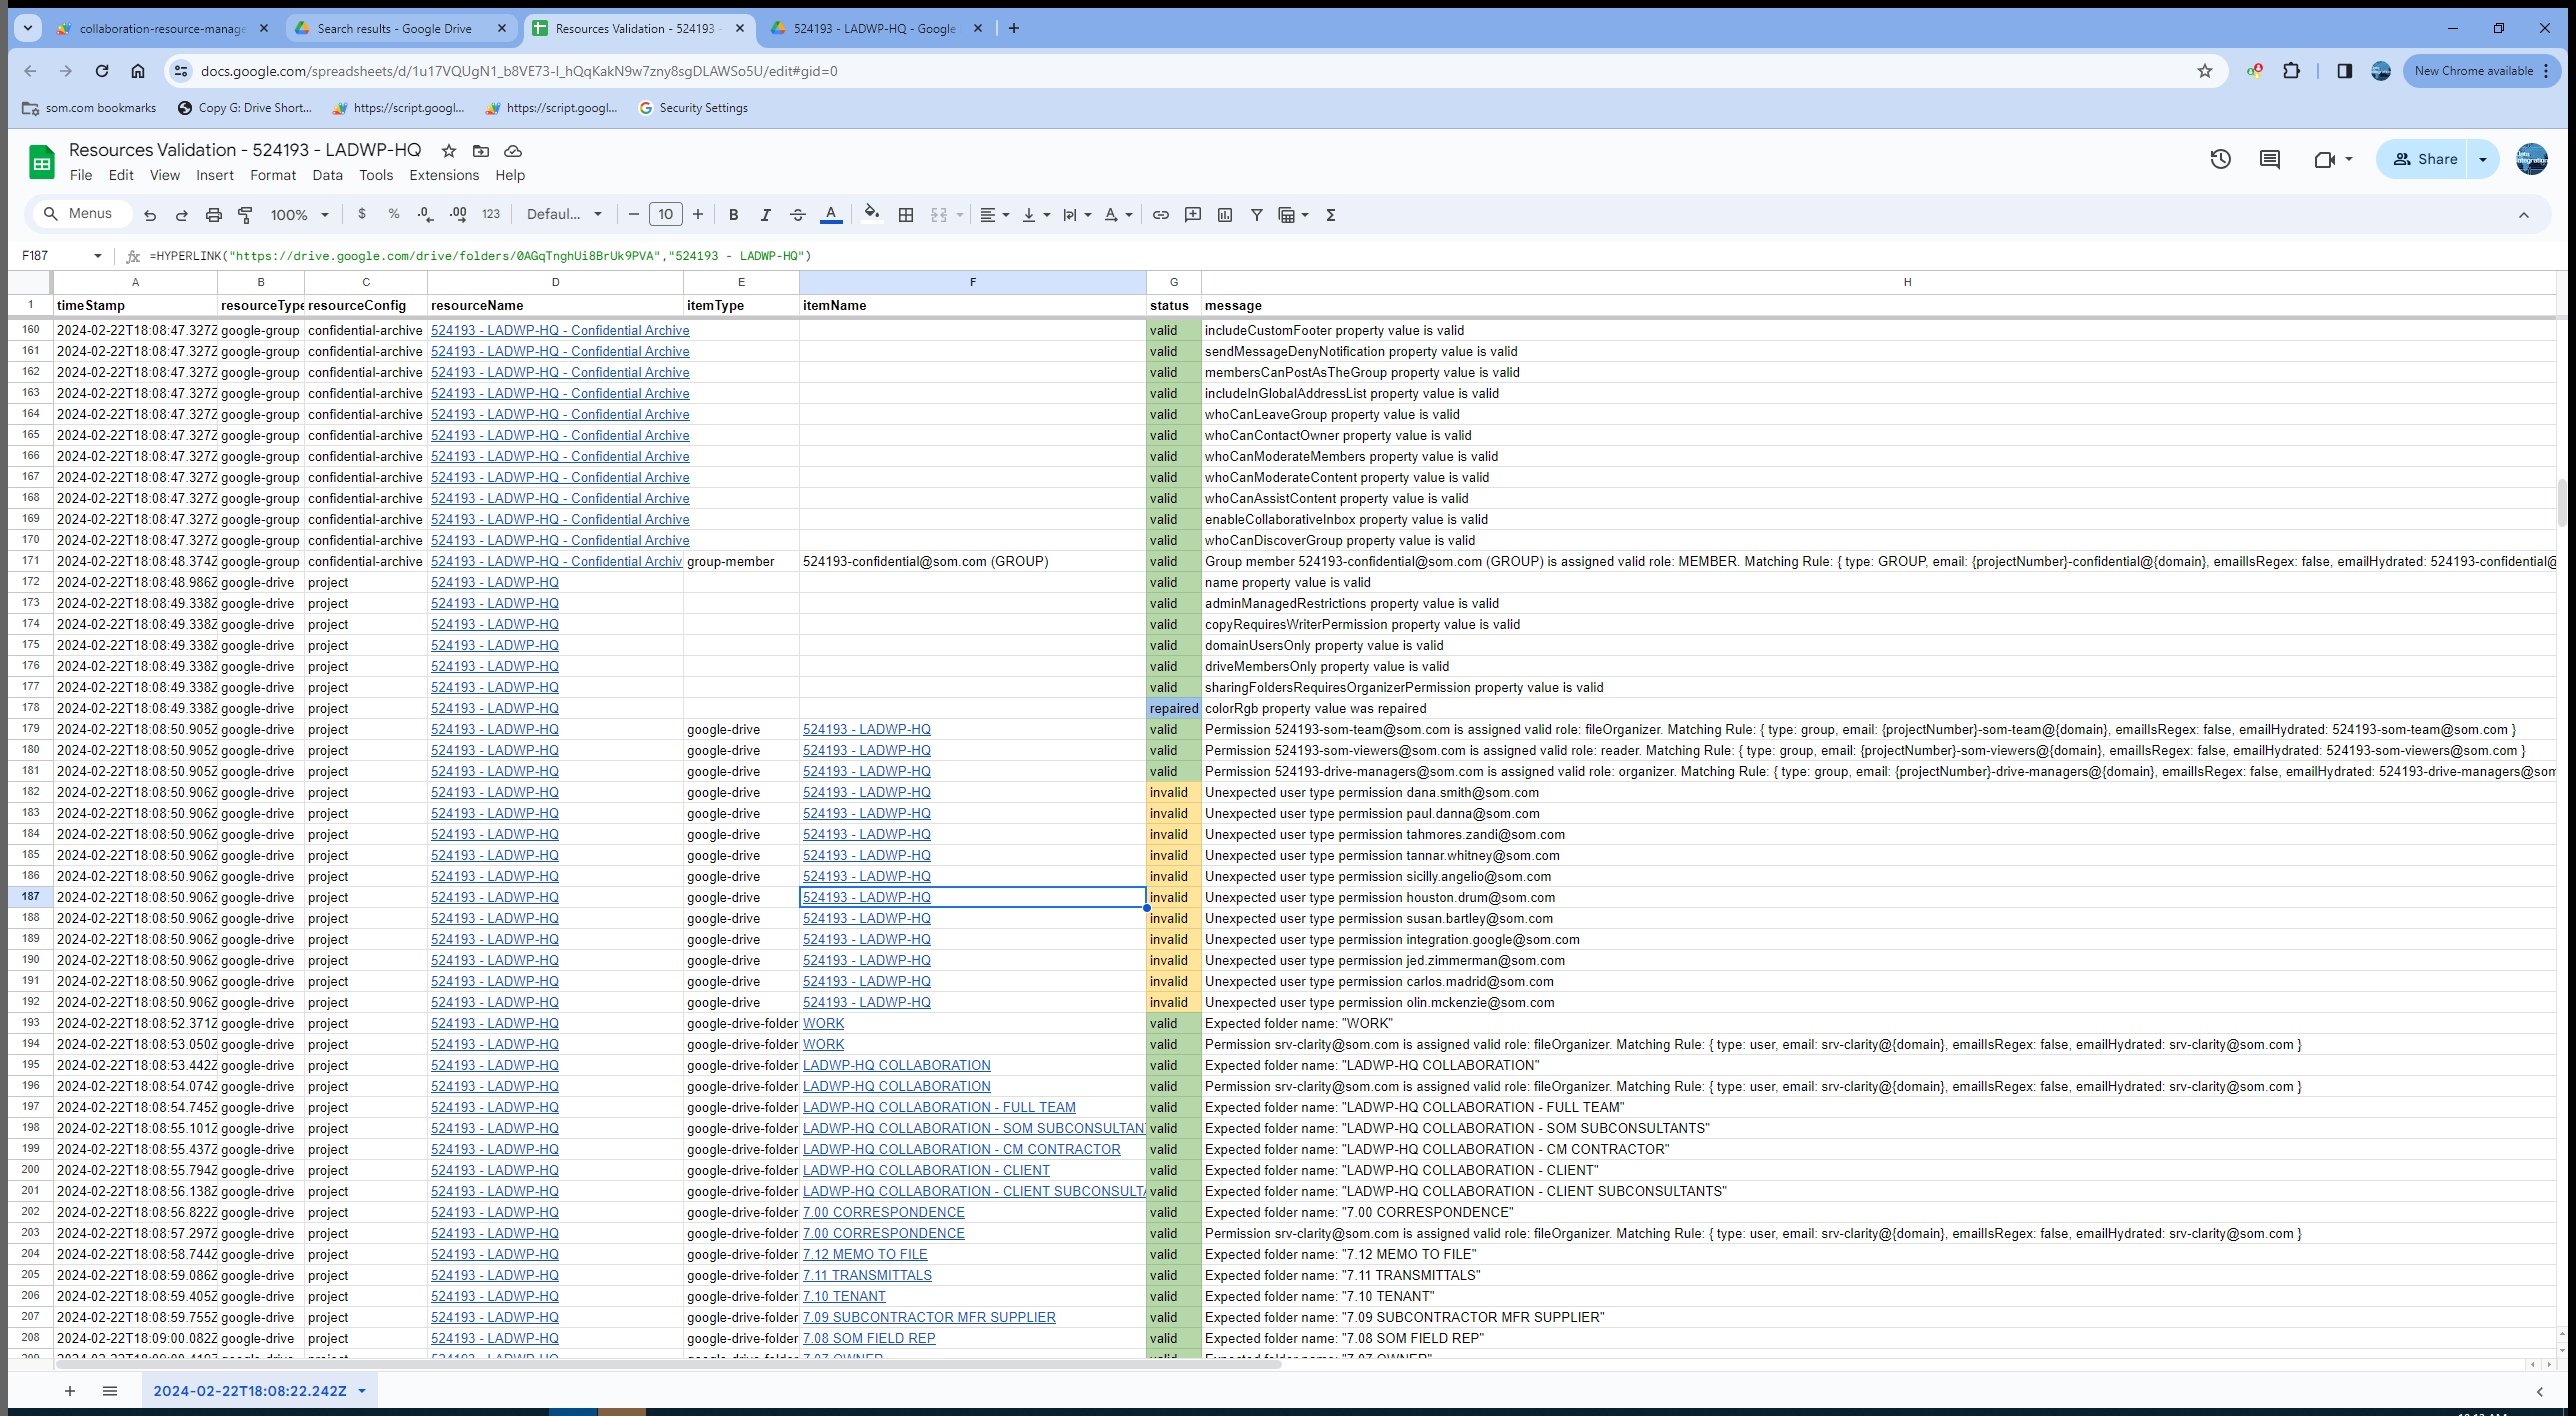 collaboration-resource-manage
Search results - Google Drive
Resources Validation - 524193 -
524193 - LADWP-HQ - Google
docs.google.com/spreadsheets/d/1u17VQUgN1_b8VE73-I_hQqKakN9w7zny8sgDLAWSo5U/edit#gid=0
New Chrome available
som.com bookmarks
Copy G: Drive Short...
https://script.googl...
https://script.googl...
Security Settings
Resources Validation - 524193 - LADWP-HQ
File Edit View Insert Format Data Tools Extensions Help
Share
Menus 100% $ % .0 .00 123 Defaul... 10 B I A
F187 =HYPERLINK("https://drive.google.com/drive/folders/0AGqTnghUi8BrUk9PVA","524193 - LADWP-HQ")
A B C D E F G H
1 timeStamp resourceType resourceConfig resourceName itemType itemName status message
160 2024-02-22T18:08:47.327Z google-group confidential-archive 524193 - LADWP-HQ - Confidential Archive valid includeCustomFooter property value is valid
161 2024-02-22T18:08:47.327Z google-group confidential-archive 524193 - LADWP-HQ - Confidential Archive valid sendMessageDenyNotification property value is valid
162 2024-02-22T18:08:47.327Z google-group confidential-archive 524193 - LADWP-HQ - Confidential Archive valid membersCanPostAsTheGroup property value is valid
163 2024-02-22T18:08:47.327Z google-group confidential-archive 524193 - LADWP-HQ - Confidential Archive valid includeInGlobalAddressList property value is valid
164 2024-02-22T18:08:47.327Z google-group confidential-archive 524193 - LADWP-HQ - Confidential Archive valid whoCanLeaveGroup property value is valid
165 2024-02-22T18:08:47.327Z google-group confidential-archive 524193 - LADWP-HQ - Confidential Archive valid whoCanContactOwner property value is valid
166 2024-02-22T18:08:47.327Z google-group confidential-archive 524193 - LADWP-HQ - Confidential Archive valid whoCanModerateMembers property value is valid
167 2024-02-22T18:08:47.327Z google-group confidential-archive 524193 - LADWP-HQ - Confidential Archive valid whoCanModerateContent property value is valid
168 2024-02-22T18:08:47.327Z google-group confidential-archive 524193 - LADWP-HQ - Confidential Archive valid whoCanAssistContent property value is valid
169 2024-02-22T18:08:47.327Z google-group confidential-archive 524193 - LADWP-HQ - Confidential Archive valid enableCollaborativeInbox property value is valid
170 2024-02-22T18:08:47.327Z google-group confidential-archive 524193 - LADWP-HQ - Confidential Archive valid whoCanDiscoverGroup property value is valid
171 2024-02-22T18:08:48.374Z google-group confidential-archive 524193 - LADWP-HQ - Confidential Archiv group-member 524193-confidential@som.com (GROUP) valid Group member 524193-confidential@som.com (GROUP) is assigned valid role: MEMBER. Matching Rule: { type: GROUP, email: {projectNumber}-confidential@{domain}, emailIsRegex: false, emailHydrated: 524193-confidential@
172 2024-02-22T18:08:48.986Z google-drive project 524193 - LADWP-HQ valid name property value is valid
173 2024-02-22T18:08:49.338Z google-drive project 524193 - LADWP-HQ valid adminManagedRestrictions property value is valid
174 2024-02-22T18:08:49.338Z google-drive project 524193 - LADWP-HQ valid copyRequiresWriterPermission property value is valid
175 2024-02-22T18:08:49.338Z google-drive project 524193 - LADWP-HQ valid domainUsersOnly property value is valid
176 2024-02-22T18:08:49.338Z google-drive project 524193 - LADWP-HQ valid driveMembersOnly property value is valid
177 2024-02-22T18:08:49.338Z google-drive project 524193 - LADWP-HQ valid sharingFoldersRequiresOrganizerPermission property value is valid
178 2024-02-22T18:08:49.338Z google-drive project 524193 - LADWP-HQ repaired colorRgb property value was repaired
179 2024-02-22T18:08:50.905Z google-drive project 524193 - LADWP-HQ google-drive 524193 - LADWP-HQ valid Permission 524193-som-team@som.com is assigned valid role: fileOrganizer. Matching Rule: { type: group, email: {projectNumber}-som-team@{domain}, emailIsRegex: false, emailHydrated: 524193-som-team@som.com }
180 2024-02-22T18:08:50.905Z google-drive project 524193 - LADWP-HQ google-drive 524193 - LADWP-HQ valid Permission 524193-som-viewers@som.com is assigned valid role: reader. Matching Rule: { type: group, email: {projectNumber}-som-viewers@{domain}, emailIsRegex: false, emailHydrated: 524193-som-viewers@som.com }
181 2024-02-22T18:08:50.905Z google-drive project 524193 - LADWP-HQ google-drive 524193 - LADWP-HQ valid Permission 524193-drive-managers@som.com is assigned valid role: organizer. Matching Rule: { type: group, email: {projectNumber}-drive-managers@{domain}, emailIsRegex: false, emailHydrated: 524193-drive-managers@som
182 2024-02-22T18:08:50.906Z google-drive project 524193 - LADWP-HQ google-drive 524193 - LADWP-HQ invalid Unexpected user type permission dana.smith@som.com
183 2024-02-22T18:08:50.906Z google-drive project 524193 - LADWP-HQ google-drive 524193 - LADWP-HQ invalid Unexpected user type permission paul.danna@som.com
184 2024-02-22T18:08:50.906Z google-drive project 524193 - LADWP-HQ google-drive 524193 - LADWP-HQ invalid Unexpected user type permission tahmores.zandi@som.com
185 2024-02-22T18:08:50.906Z google-drive project 524193 - LADWP-HQ google-drive 524193 - LADWP-HQ invalid Unexpected user type permission tannar.whitney@som.com
186 2024-02-22T18:08:50.906Z google-drive project 524193 - LADWP-HQ google-drive 524193 - LADWP-HQ invalid Unexpected user type permission sicilly.angelio@som.com
187 2024-02-22T18:08:50.906Z google-drive project 524193 - LADWP-HQ google-drive 524193 - LADWP-HQ invalid Unexpected user type permission houston.drum@som.com
188 2024-02-22T18:08:50.906Z google-drive project 524193 - LADWP-HQ google-drive 524193 - LADWP-HQ invalid Unexpected user type permission susan.bartley@som.com
189 2024-02-22T18:08:50.906Z google-drive project 524193 - LADWP-HQ google-drive 524193 - LADWP-HQ invalid Unexpected user type permission integration.google@som.com
190 2024-02-22T18:08:50.906Z google-drive project 524193 - LADWP-HQ google-drive 524193 - LADWP-HQ invalid Unexpected user type permission jed.zimmerman@som.com
191 2024-02-22T18:08:50.906Z google-drive project 524193 - LADWP-HQ google-drive 524193 - LADWP-HQ invalid Unexpected user type permission carlos.madrid@som.com
192 2024-02-22T18:08:50.906Z google-drive project 524193 - LADWP-HQ google-drive 524193 - LADWP-HQ invalid Unexpected user type permission olin.mckenzie@som.com
193 2024-02-22T18:08:52.371Z google-drive project 524193 - LADWP-HQ google-drive-folder WORK valid Expected folder name: "WORK"
194 2024-02-22T18:08:53.050Z google-drive project 524193 - LADWP-HQ google-drive-folder WORK valid Permission srv-clarity@som.com is assigned valid role: fileOrganizer. Matching Rule: { type: user, email: srv-clarity@{domain}, emailIsRegex: false, emailHydrated: srv-clarity@som.com }
195 2024-02-22T18:08:53.442Z google-drive project 524193 - LADWP-HQ google-drive-folder LADWP-HQ COLLABORATION valid Expected folder name: "LADWP-HQ COLLABORATION"
196 2024-02-22T18:08:54.074Z google-drive project 524193 - LADWP-HQ google-drive-folder LADWP-HQ COLLABORATION valid Permission srv-clarity@som.com is assigned valid role: fileOrganizer. Matching Rule: { type: user, email: srv-clarity@{domain}, emailIsRegex: false, emailHydrated: srv-clarity@som.com }
197 2024-02-22T18:08:54.745Z google-drive project 524193 - LADWP-HQ google-drive-folder LADWP-HQ COLLABORATION - FULL TEAM valid Expected folder name: "LADWP-HQ COLLABORATION - FULL TEAM"
198 2024-02-22T18:08:55.101Z google-drive project 524193 - LADWP-HQ google-drive-folder LADWP-HQ COLLABORATION - SOM SUBCONSULTAN valid Expected folder name: "LADWP-HQ COLLABORATION - SOM SUBCONSULTANTS"
199 2024-02-22T18:08:55.437Z google-drive project 524193 - LADWP-HQ google-drive-folder LADWP-HQ COLLABORATION - CM CONTRACTOR valid Expected folder name: "LADWP-HQ COLLABORATION - CM CONTRACTOR"
200 2024-02-22T18:08:55.794Z google-drive project 524193 - LADWP-HQ google-drive-folder LADWP-HQ COLLABORATION - CLIENT valid Expected folder name: "LADWP-HQ COLLABORATION - CLIENT"
201 2024-02-22T18:08:56.138Z google-drive project 524193 - LADWP-HQ google-drive-folder LADWP-HQ COLLABORATION - CLIENT SUBCONSULTA valid Expected folder name: "LADWP-HQ COLLABORATION - CLIENT SUBCONSULTANTS"
202 2024-02-22T18:08:56.822Z google-drive project 524193 - LADWP-HQ google-drive-folder 7.00 CORRESPONDENCE valid Expected folder name: "7.00 CORRESPONDENCE"
203 2024-02-22T18:08:57.297Z google-drive project 524193 - LADWP-HQ google-drive-folder 7.00 CORRESPONDENCE valid Permission srv-clarity@som.com is assigned valid role: fileOrganizer. Matching Rule: { type: user, email: srv-clarity@{domain}, emailIsRegex: false, emailHydrated: srv-clarity@som.com }
204 2024-02-22T18:08:58.744Z google-drive project 524193 - LADWP-HQ google-drive-folder 7.12 MEMO TO FILE valid Expected folder name: "7.12 MEMO TO FILE"
205 2024-02-22T18:08:59.086Z google-drive project 524193 - LADWP-HQ google-drive-folder 7.11 TRANSMITTALS valid Expected folder name: "7.11 TRANSMITTALS"
206 2024-02-22T18:08:59.405Z google-drive project 524193 - LADWP-HQ google-drive-folder 7.10 TENANT valid Expected folder name: "7.10 TENANT"
207 2024-02-22T18:08:59.755Z google-drive project 524193 - LADWP-HQ google-drive-folder 7.09 SUBCONTRACTOR MFR SUPPLIER valid Expected folder name: "7.09 SUBCONTRACTOR MFR SUPPLIER"
208 2024-02-22T18:09:00.082Z google-drive project 524193 - LADWP-HQ google-drive-folder 7.08 SOM FIELD REP valid Expected folder name: "7.08 SOM FIELD REP"
2024-02-22T18:08:22.242Z